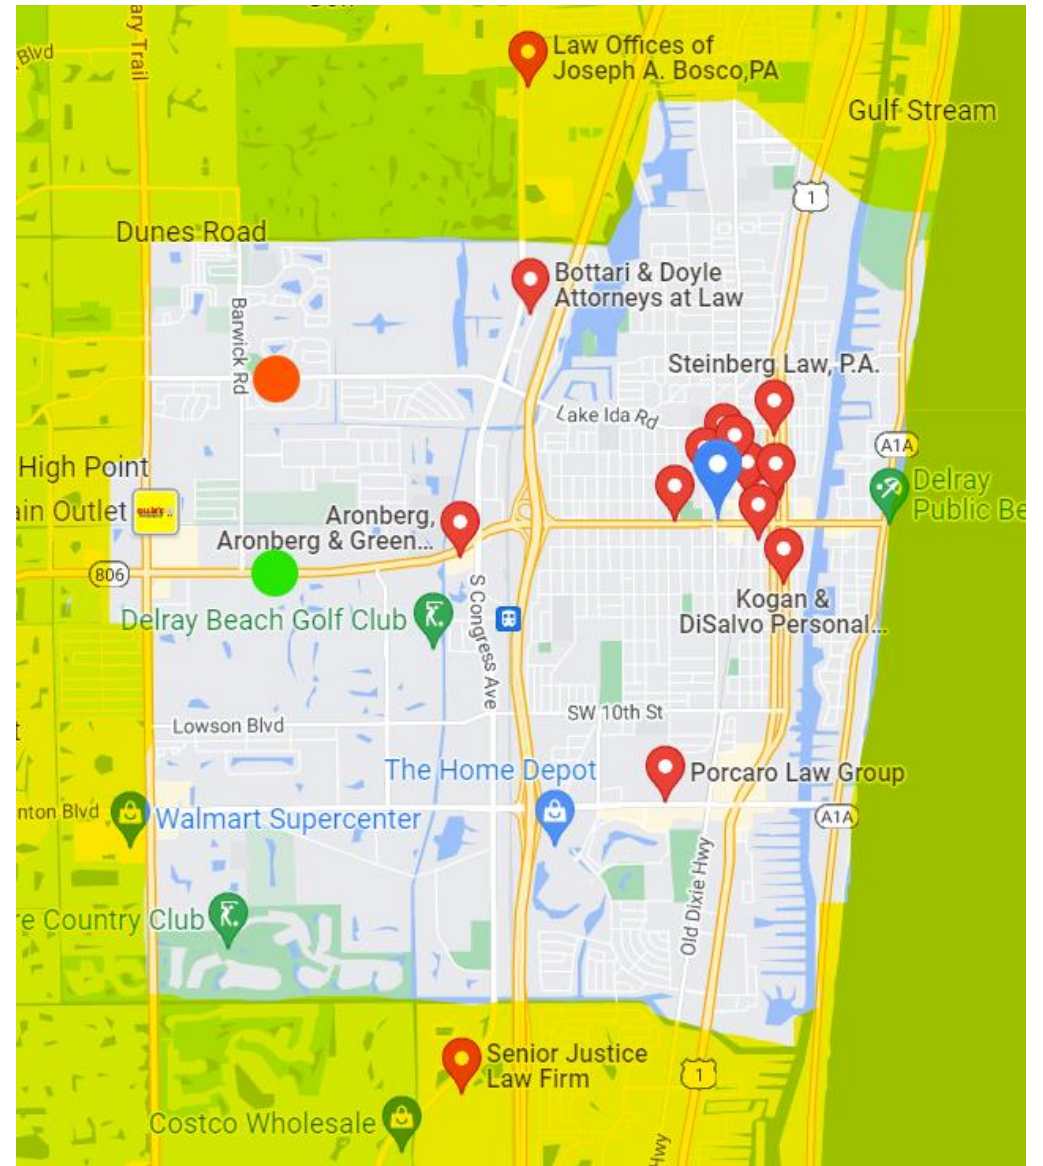 ary Trail
Blvd
Law Offices of
Joseph A. Bosco,PA
Gulf Stream
1
Dunes Road
Bottari & Doyle
Attorneys at Law
Barwick Rd
Steinberg Law, P.A.
Lake Ida Rd
A1A
High Point
Delray
Public Be
ain Outlet
Aronberg,
Aronberg & Green...
806
Delray Beach Golf Club
S Congress Ave
Kogan &
DiSalvo Personal...
SW 10th St
Lowson Blvd
The Home Depot
Porcaro Law Group
nton Blvd
Walmart Supercenter
A1A
Old Dixie Hwy
re Country Club
Senior Justice
Law Firm
1
Costco Wholesale
Hwy